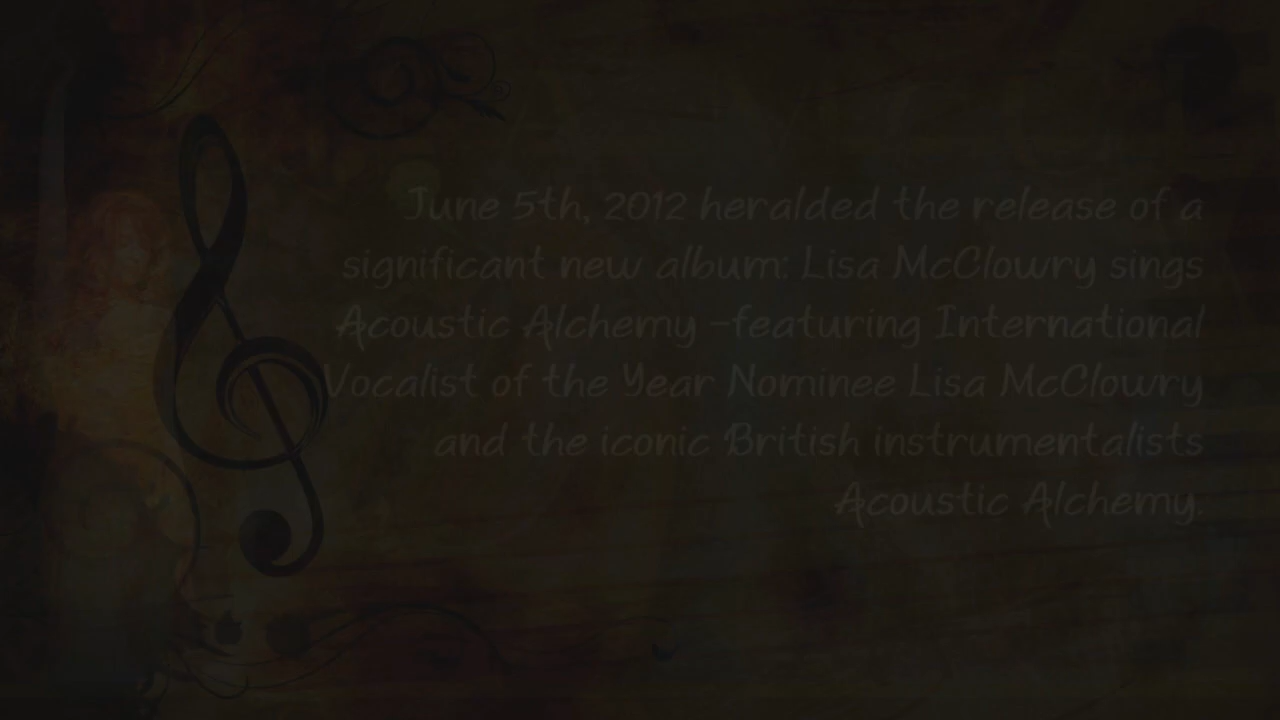 June 5th, 2012 heralded the release of a
significant new album: Lisa McClowry sings
Acoustic Alchemy -featuring International
Vocalist of the Year Nominee Lisa McClowry
and the iconic British instrumentalists
Acoustic Alchemy.